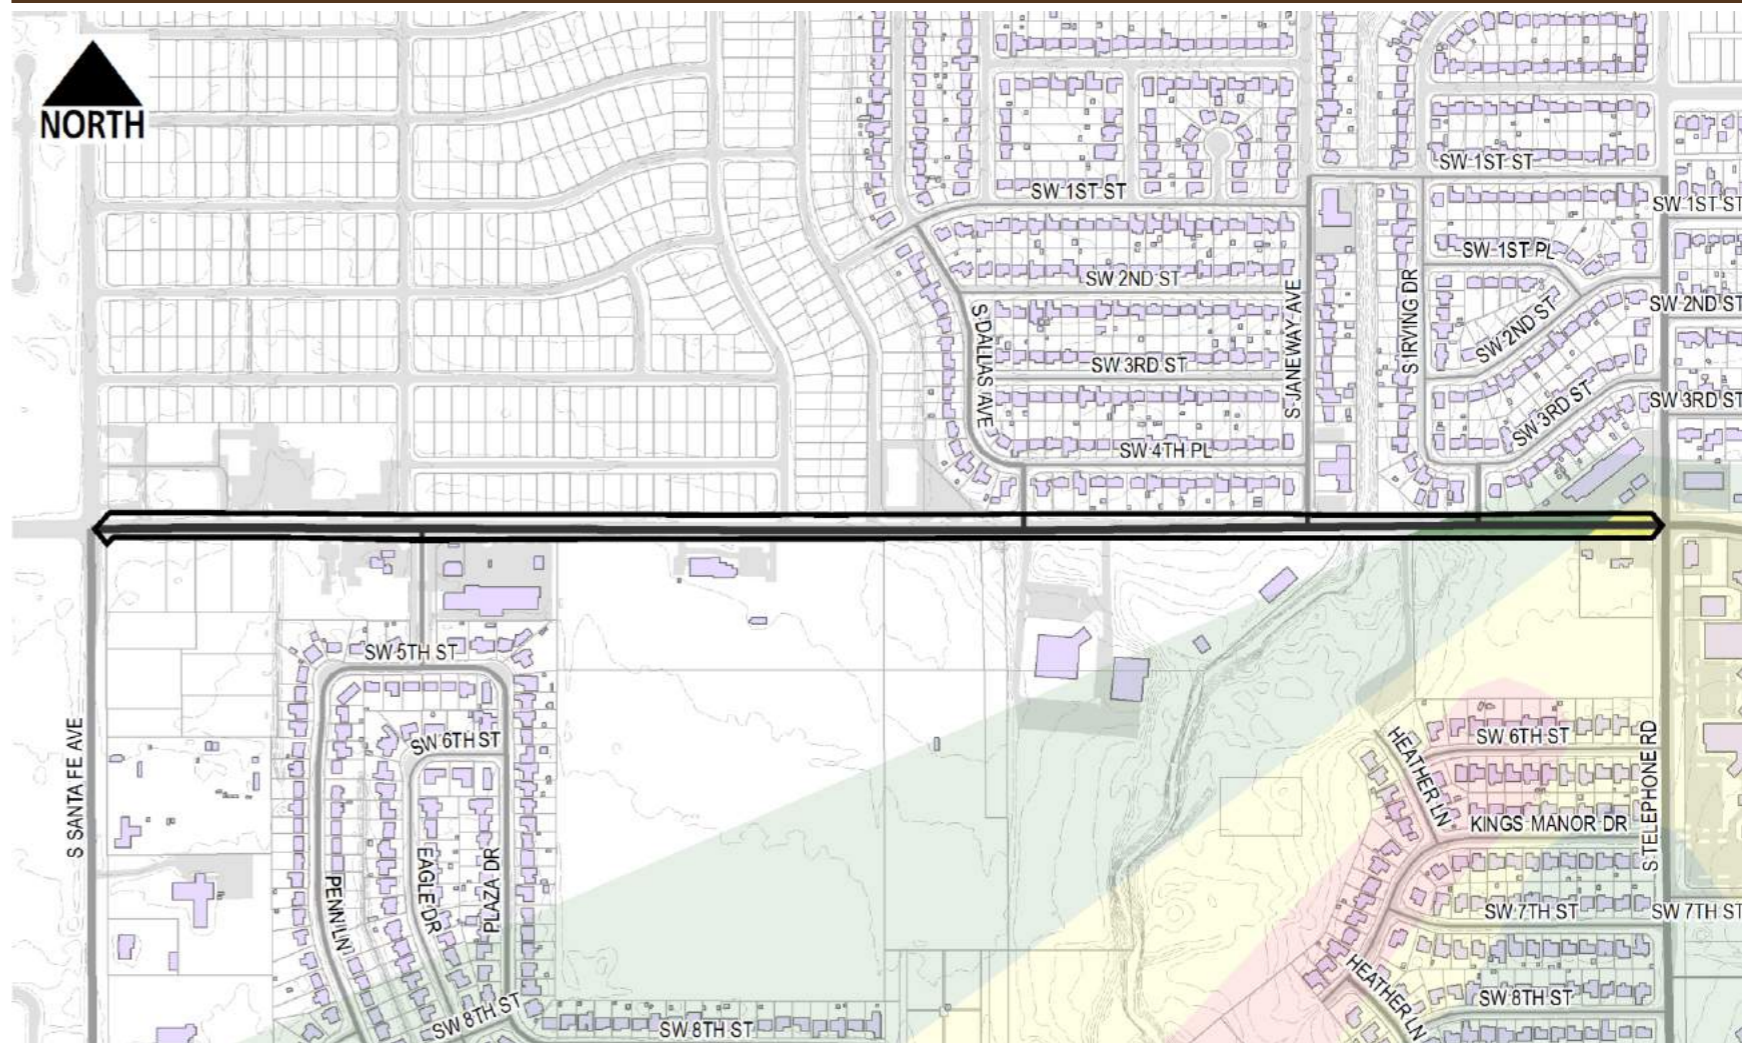 NORTH
SW 1ST ST
SW 1ST ST
SW 1ST ST
SW 1ST PL
SW 2ND ST
SW 2ND ST
SW 2ND ST
S DALLAS AVE
S JANEWAY AVE
S IRVING DR
SW 3RD ST
SW 3RD ST
SW 3RD ST
SW 4TH PL
SW 5TH ST
S SANTA FE AVE
SW 6TH ST
SW 6TH ST
HEATHER LN
S TELEPHONE RD
KINGS MANOR DR
PENN LN
EAGLE DR
PLAZA DR
SW 7TH ST
SW 7TH ST
HEATHER LN
SW 8TH ST
SW 8TH ST
SW 8TH ST